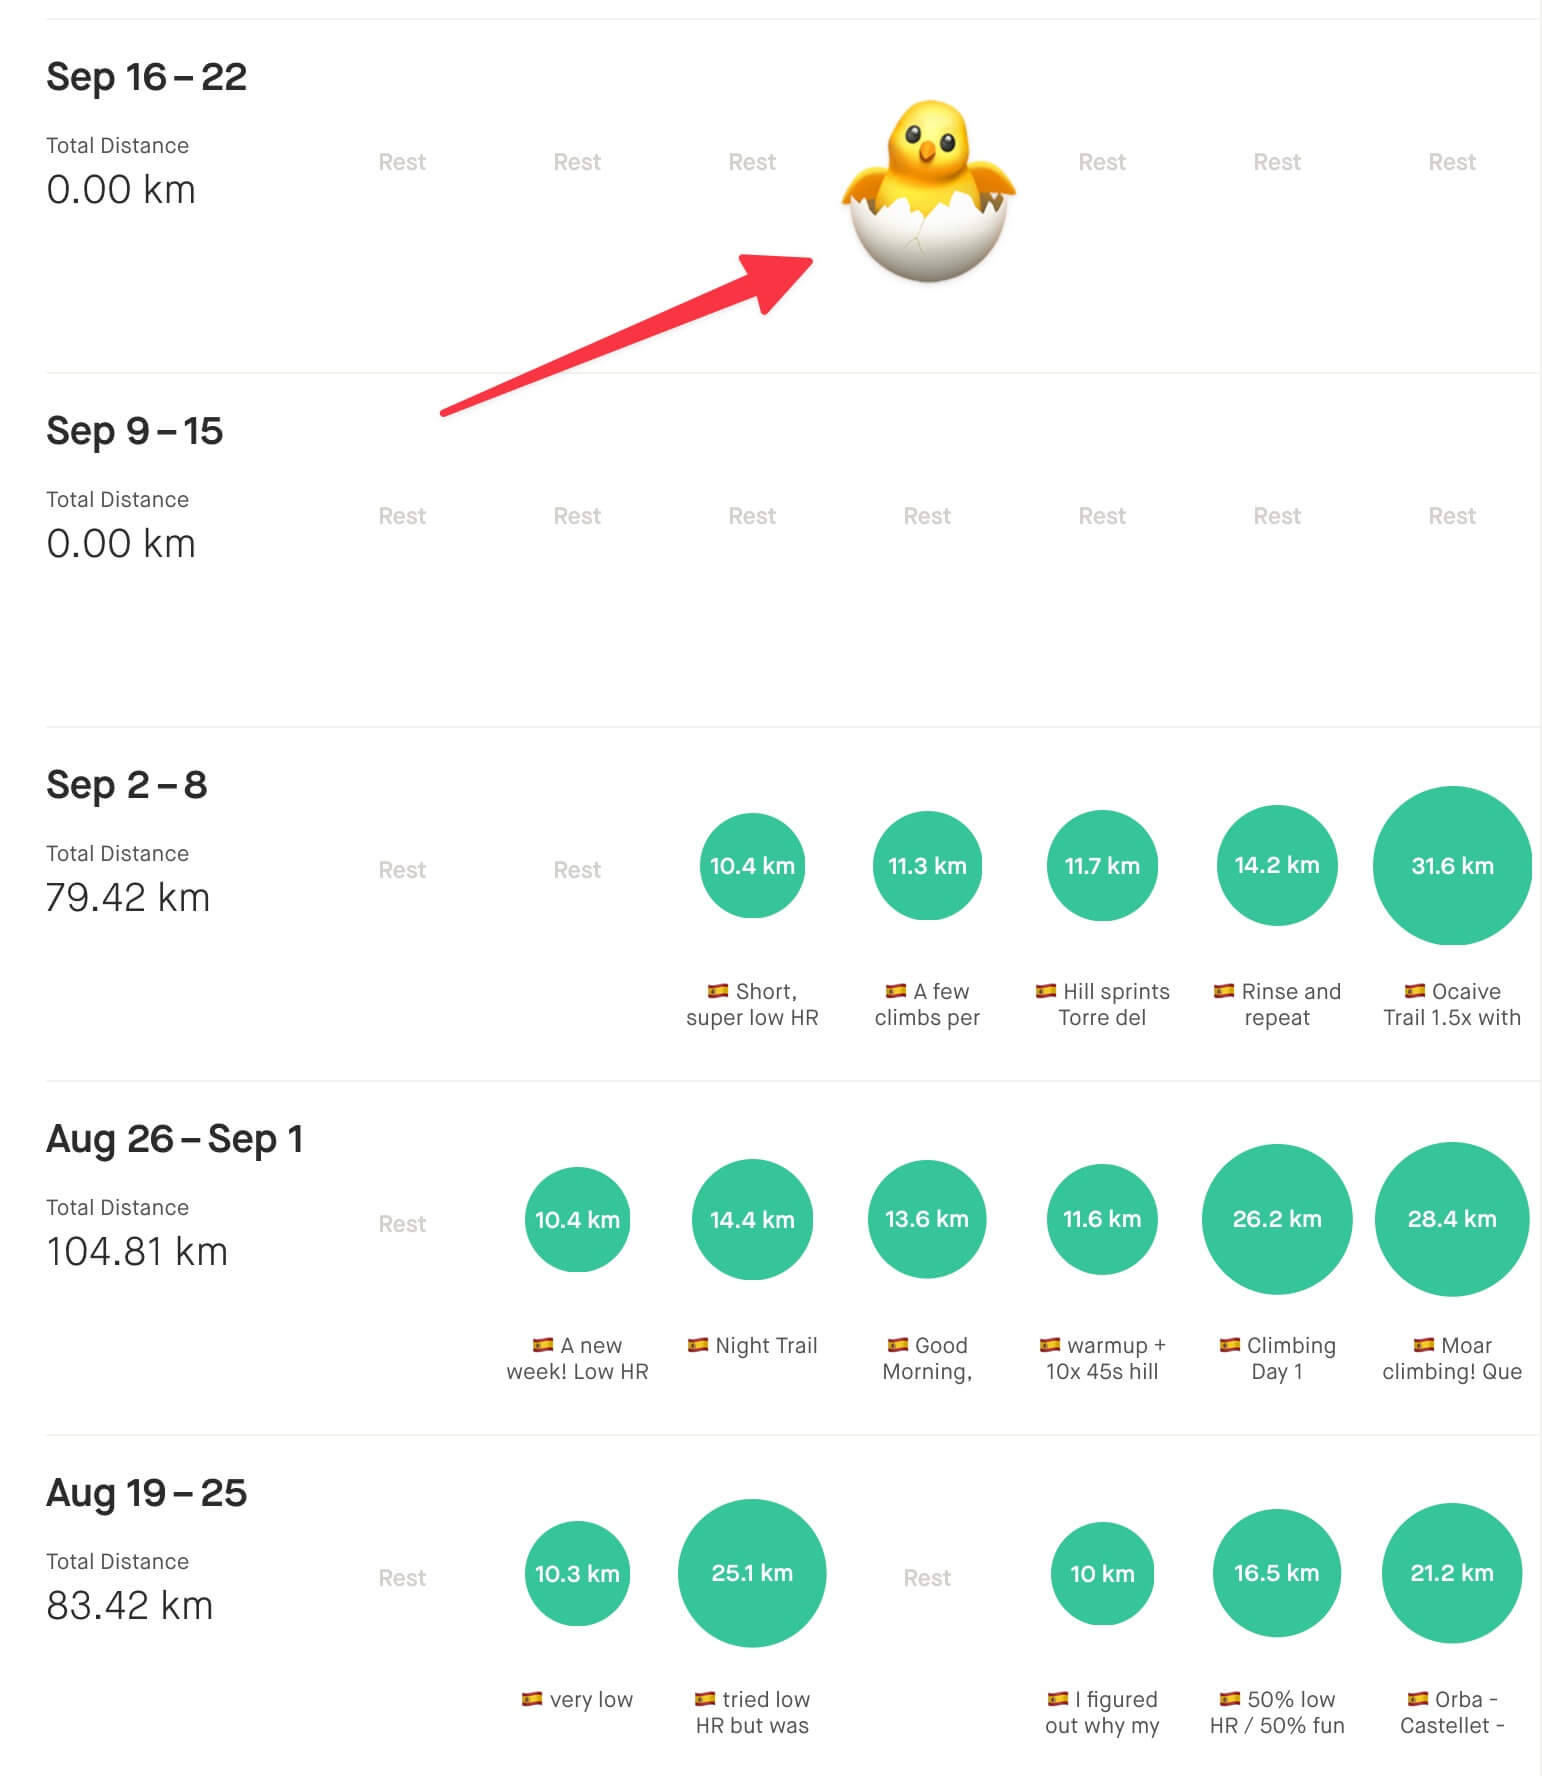 Sep 16 – 22
Total Distance
0.00 km
Rest
Rest
Rest
Rest
Rest
Rest
Sep 9 – 15
Total Distance
0.00 km
Rest
Rest
Rest
Rest
Rest
Rest
Rest
Sep 2 – 8
Total Distance
79.42 km
Rest
Rest
10.4 km
🇪🇸 Short,
super low HR
11.3 km
🇪🇸 A few
climbs per
11.7 km
🇪🇸 Hill sprints
Torre del
14.2 km
🇪🇸 Rinse and
repeat
31.6 km
🇪🇸 Ocaive
Trail 1.5x with
Aug 26 – Sep 1
Total Distance
104.81 km
Rest
10.4 km
🇪🇸 A new
week! Low HR
14.4 km
🇪🇸 Night Trail
13.6 km
🇪🇸 Good
Morning,
11.6 km
🇪🇸 warmup +
10x 45s hill
26.2 km
🇪🇸 Climbing
Day 1
28.4 km
🇪🇸 Moar
climbing! Que
Aug 19 – 25
Total Distance
83.42 km
Rest
10.3 km
🇪🇸 very low
25.1 km
🇪🇸 tried low
HR but was
Rest
10 km
🇪🇸 I figured
out why my
16.5 km
🇪🇸 50% low
HR / 50% fun
21.2 km
🇪🇸 Orba -
Castellet -